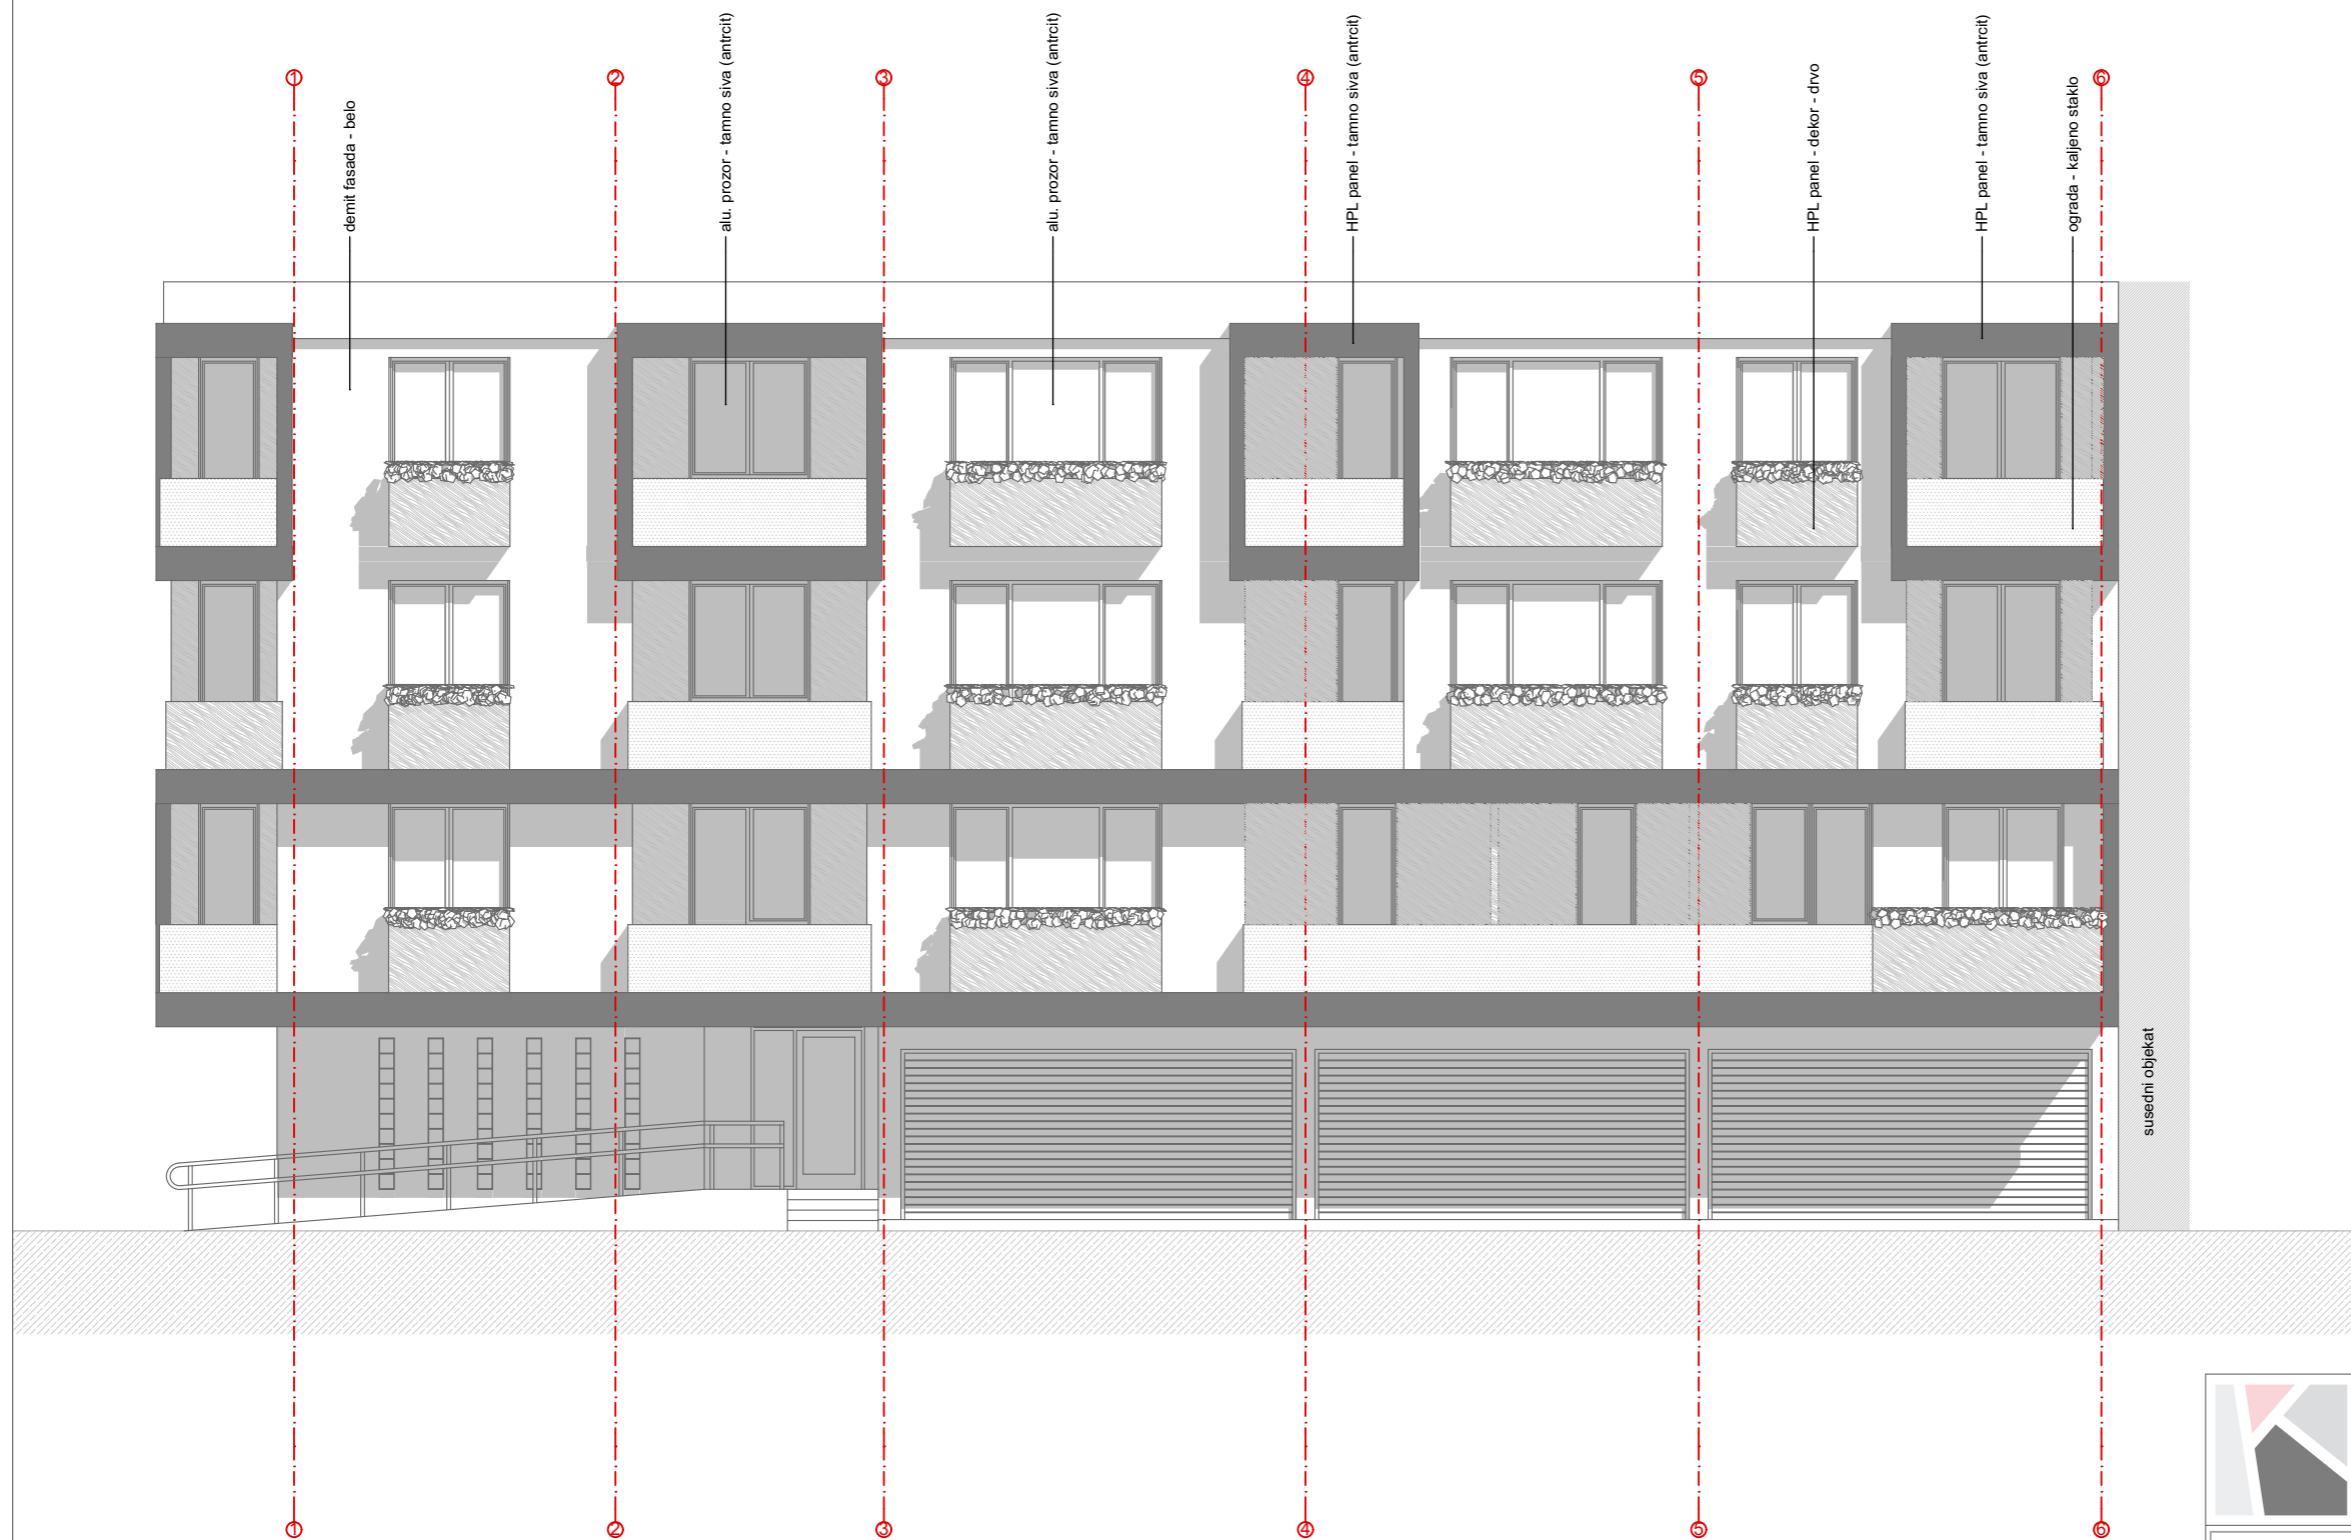 1
2
3
4
5
6
demit fasada - belo
alu. prozor - tamno siva (antrcit)
alu. prozor - tamno siva (antrcit)
HPL panel - tamno siva (antrcit)
HPL panel - dekor - drvo
HPL panel - tamno siva (antrcit)
ograda - kaljeno staklo
susedni objekat
1
2
3
4
5
6